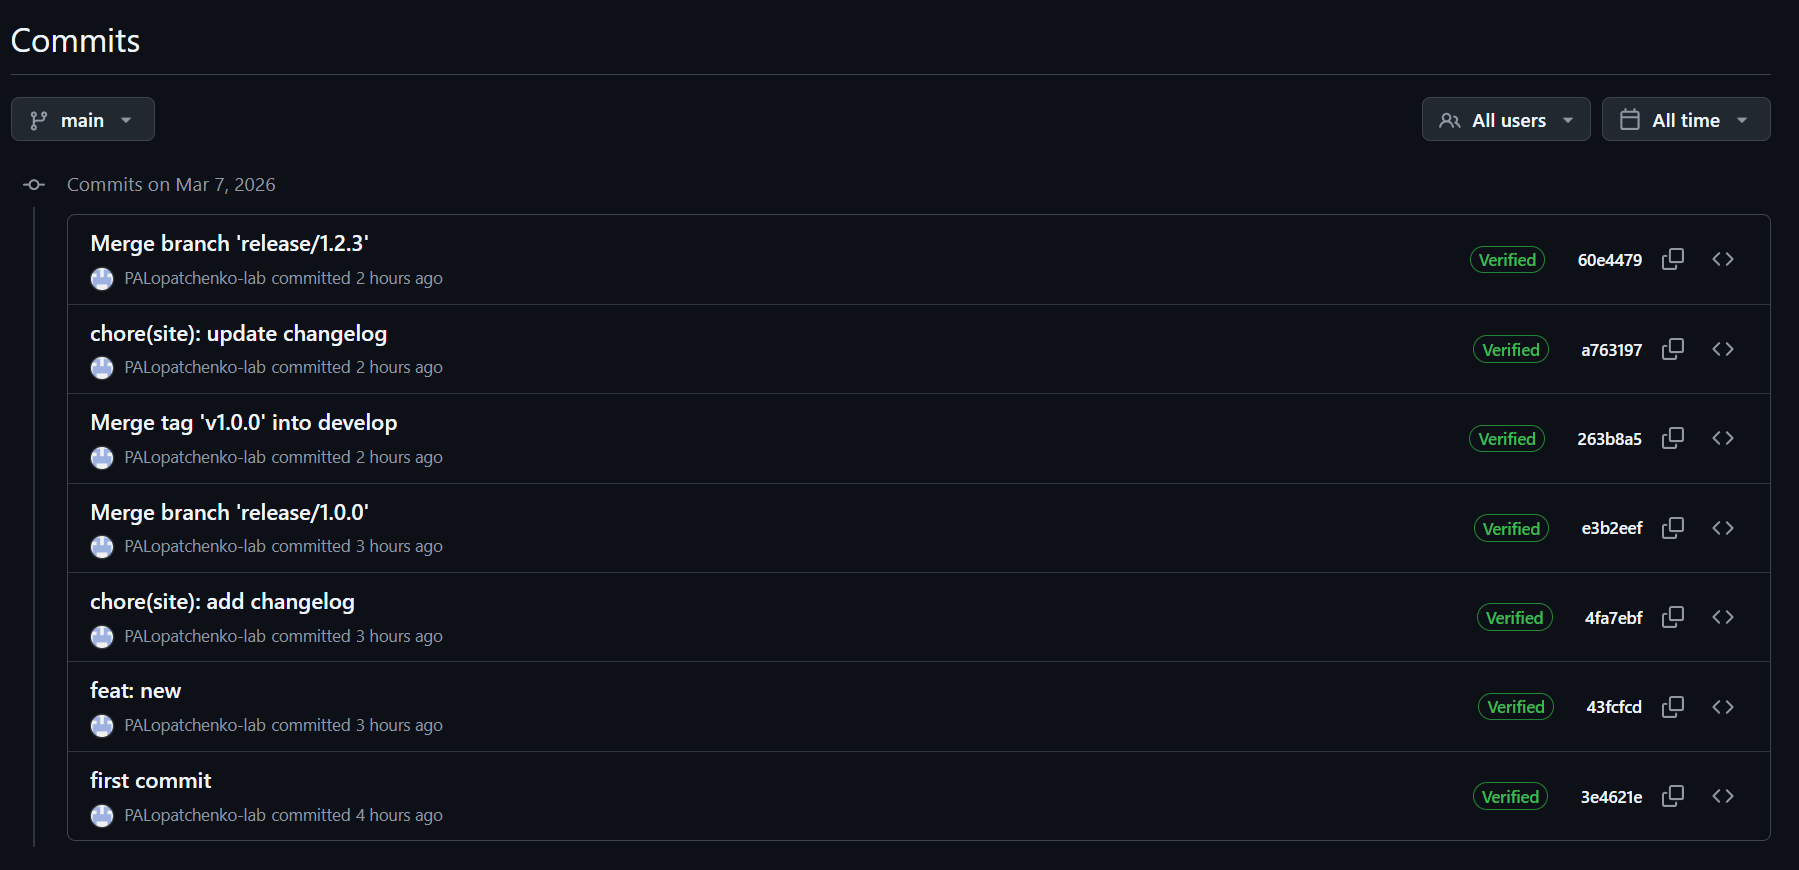 Commits
main
All users
All time
Commits on Mar 7, 2026
Merge branch 'release/1.2.3'
PALopatchenko-lab committed 2 hours ago
Verified
60e4479
chore(site): update changelog
PALopatchenko-lab committed 2 hours ago
Verified
a763197
Merge tag 'v1.0.0' into develop
PALopatchenko-lab committed 2 hours ago
Verified
263b8a5
Merge branch 'release/1.0.0'
PALopatchenko-lab committed 3 hours ago
Verified
e3b2eef
chore(site): add changelog
PALopatchenko-lab committed 3 hours ago
Verified
4fa7ebf
feat: new
PALopatchenko-lab committed 3 hours ago
Verified
43fcfcd
first commit
PALopatchenko-lab committed 4 hours ago
Verified
3e4621e